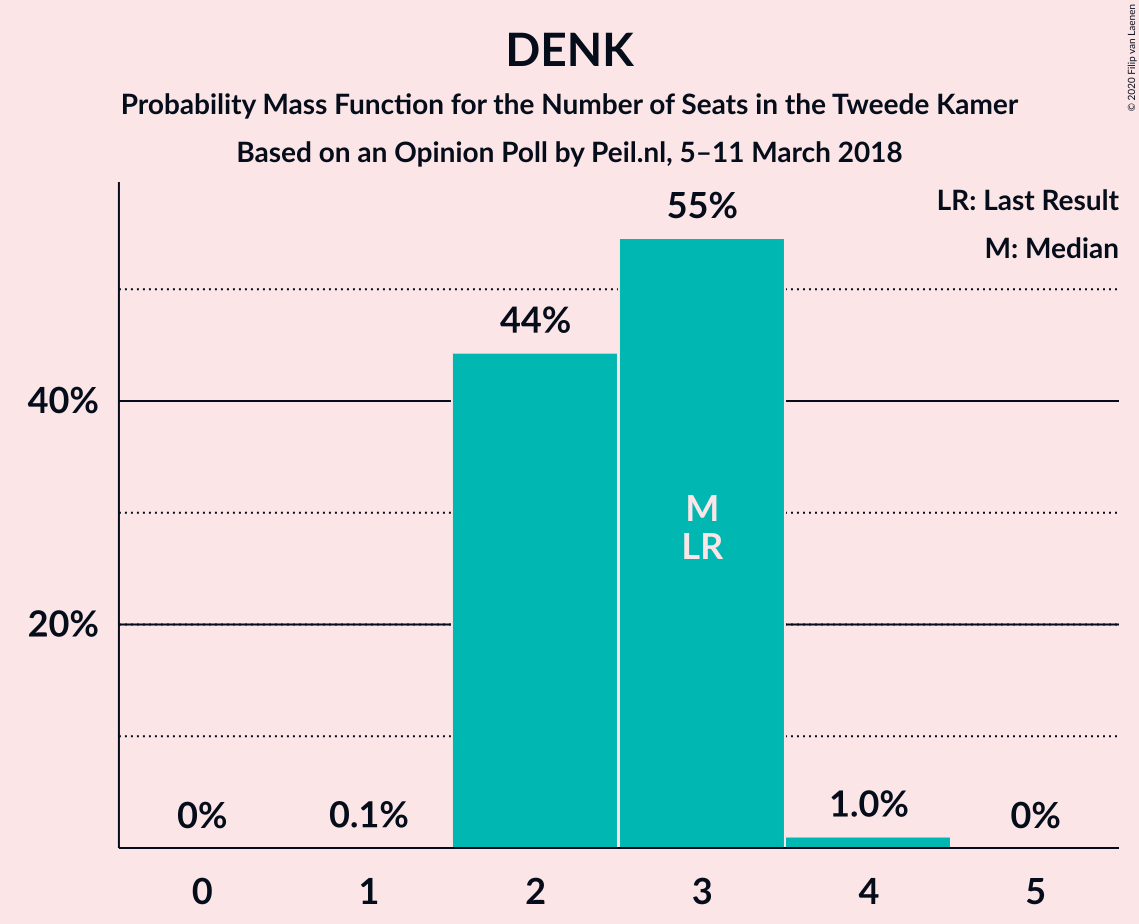 DENK
Probability Mass Function for the Number of Seats in the Tweede Kamer
Based on an Opinion Poll by Peil.nl, 5–11 March 2018
© 2020 Filip van Laenen
LR: Last Result
M: Median
55%
44%
40%
M
LR
20%
0%
0.1%
1.0%
0%
0
1
2
3
4
5